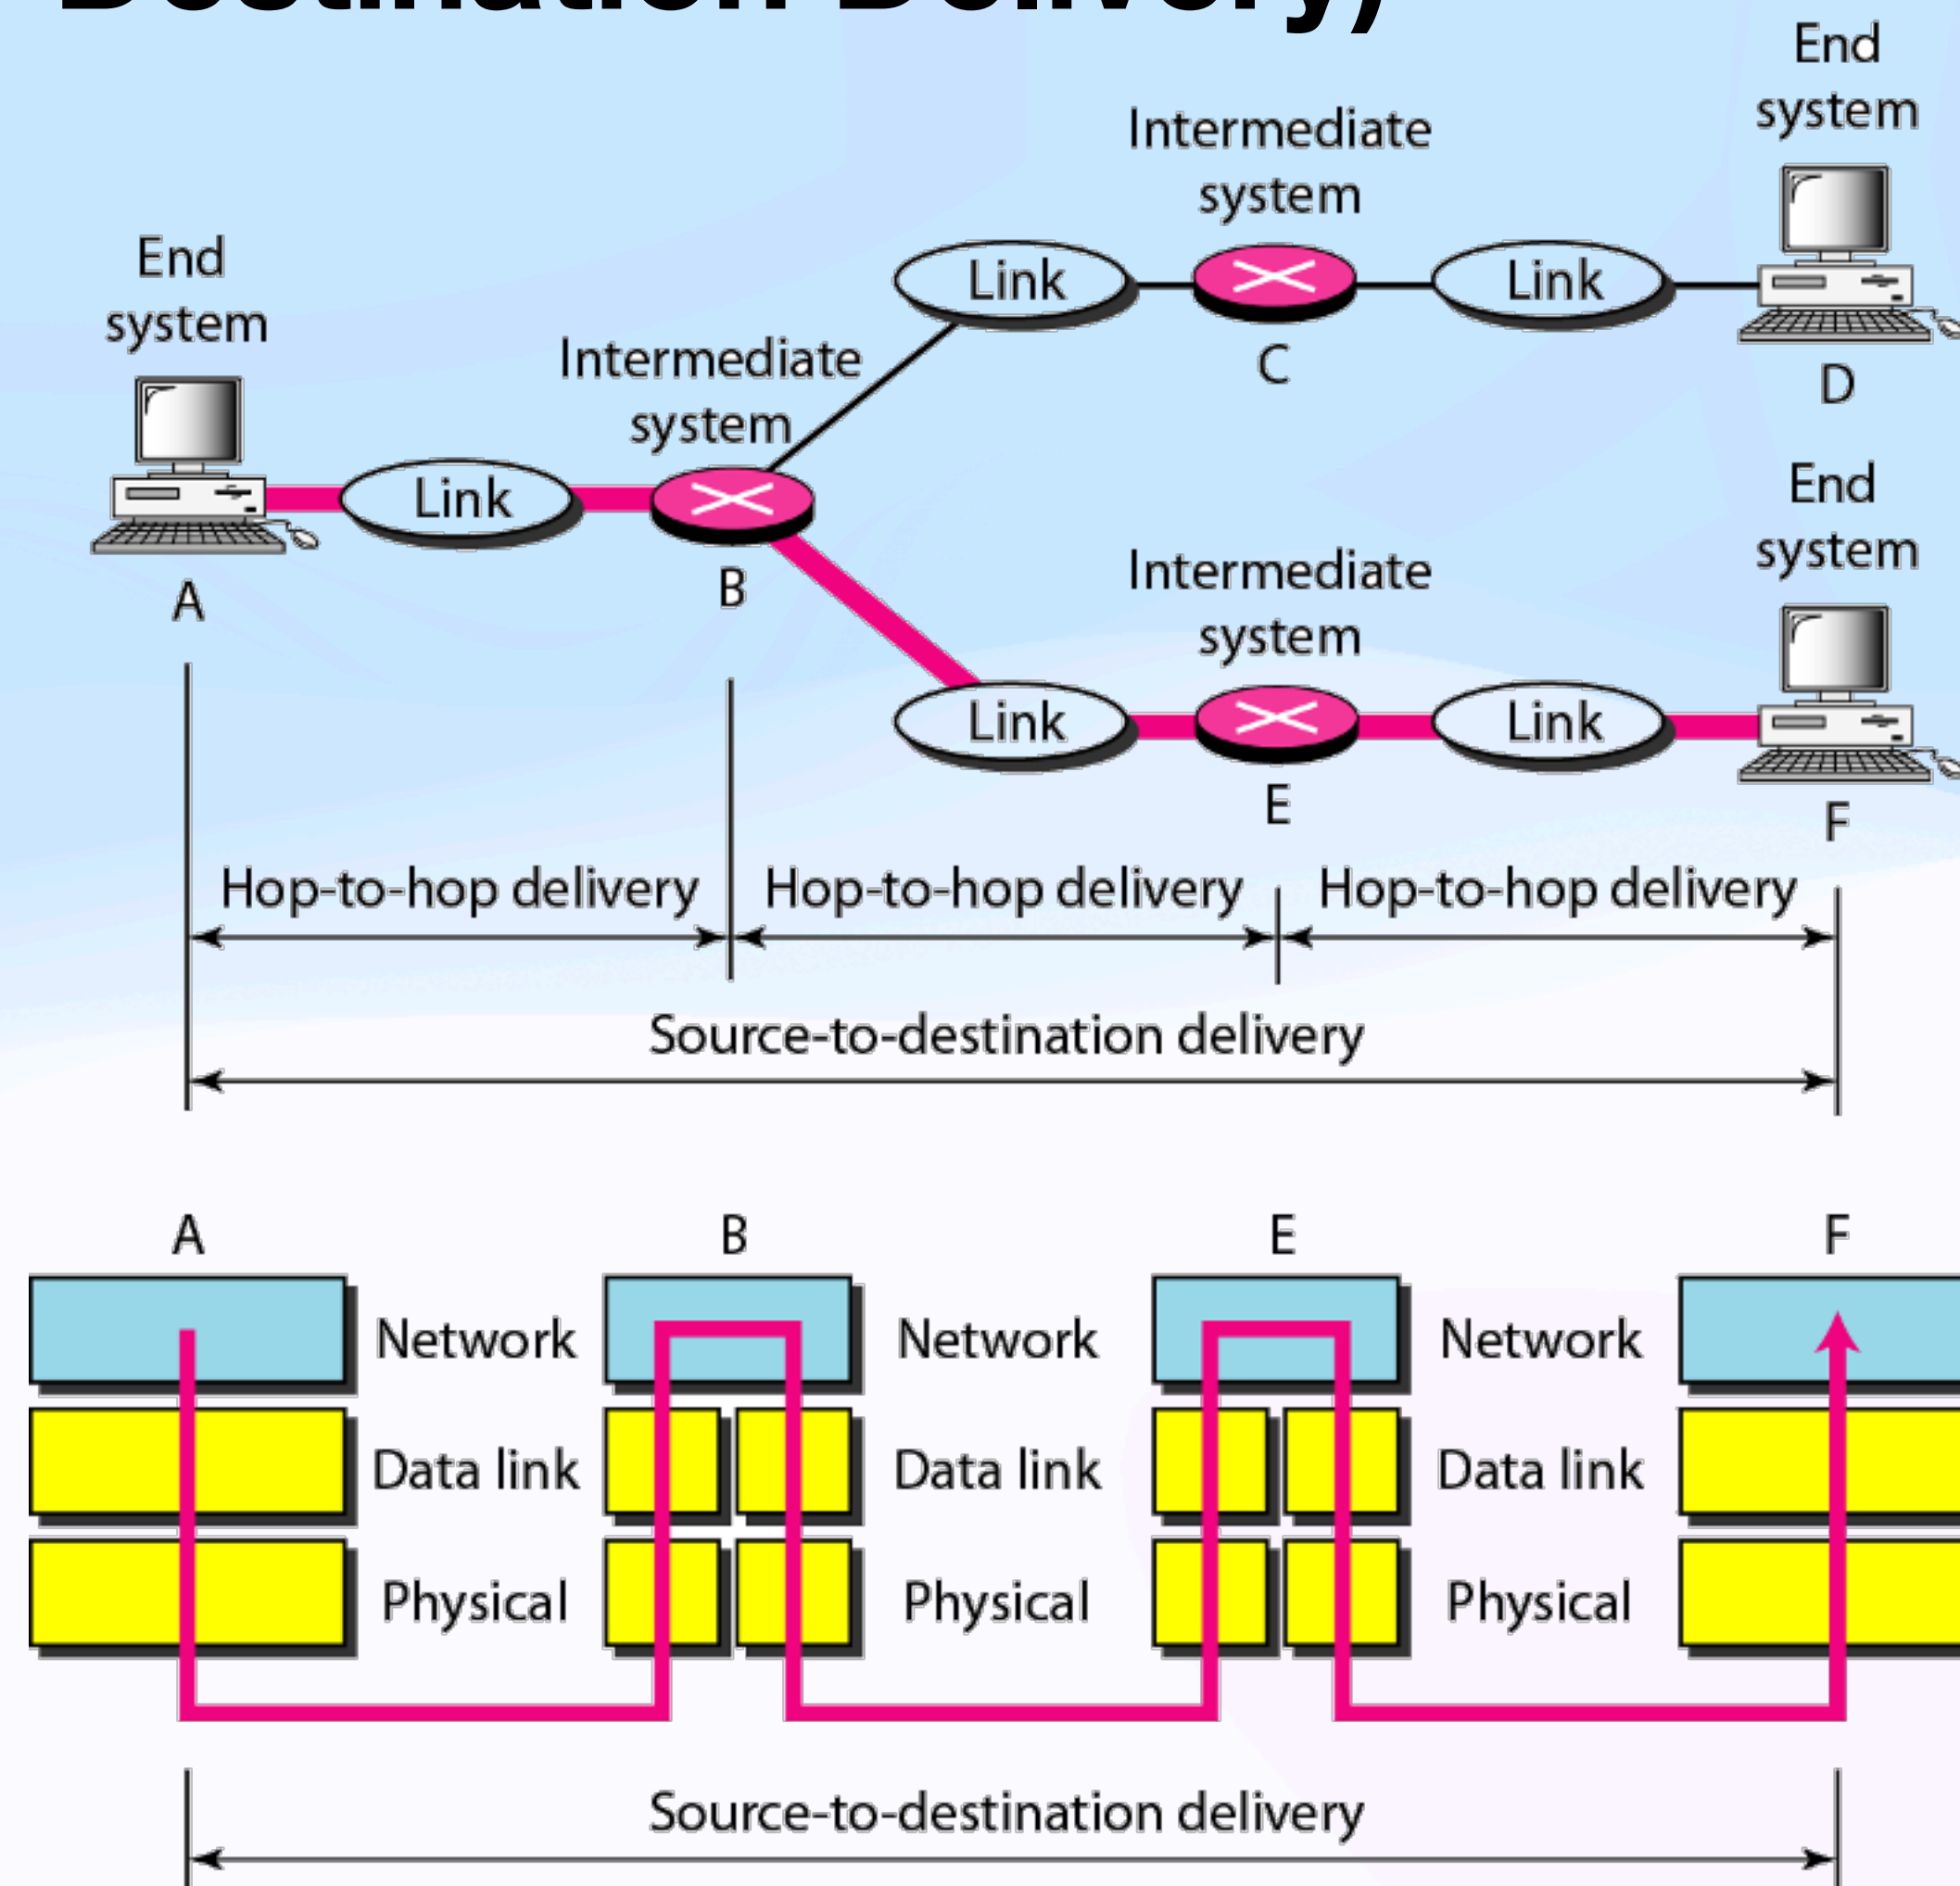 Destination Delivery)
End
system
Intermediate
system
End
system
Link
Link
C
D
Intermediate
system
Link
A
B
End
system
Intermediate
system
Link
Link
E
F
Hop-to-hop delivery Hop-to-hop delivery Hop-to-hop delivery
Source-to-destination delivery
A B E F
Network Network Network
Data link Data link Data link
Physical Physical Physical
Source-to-destination delivery